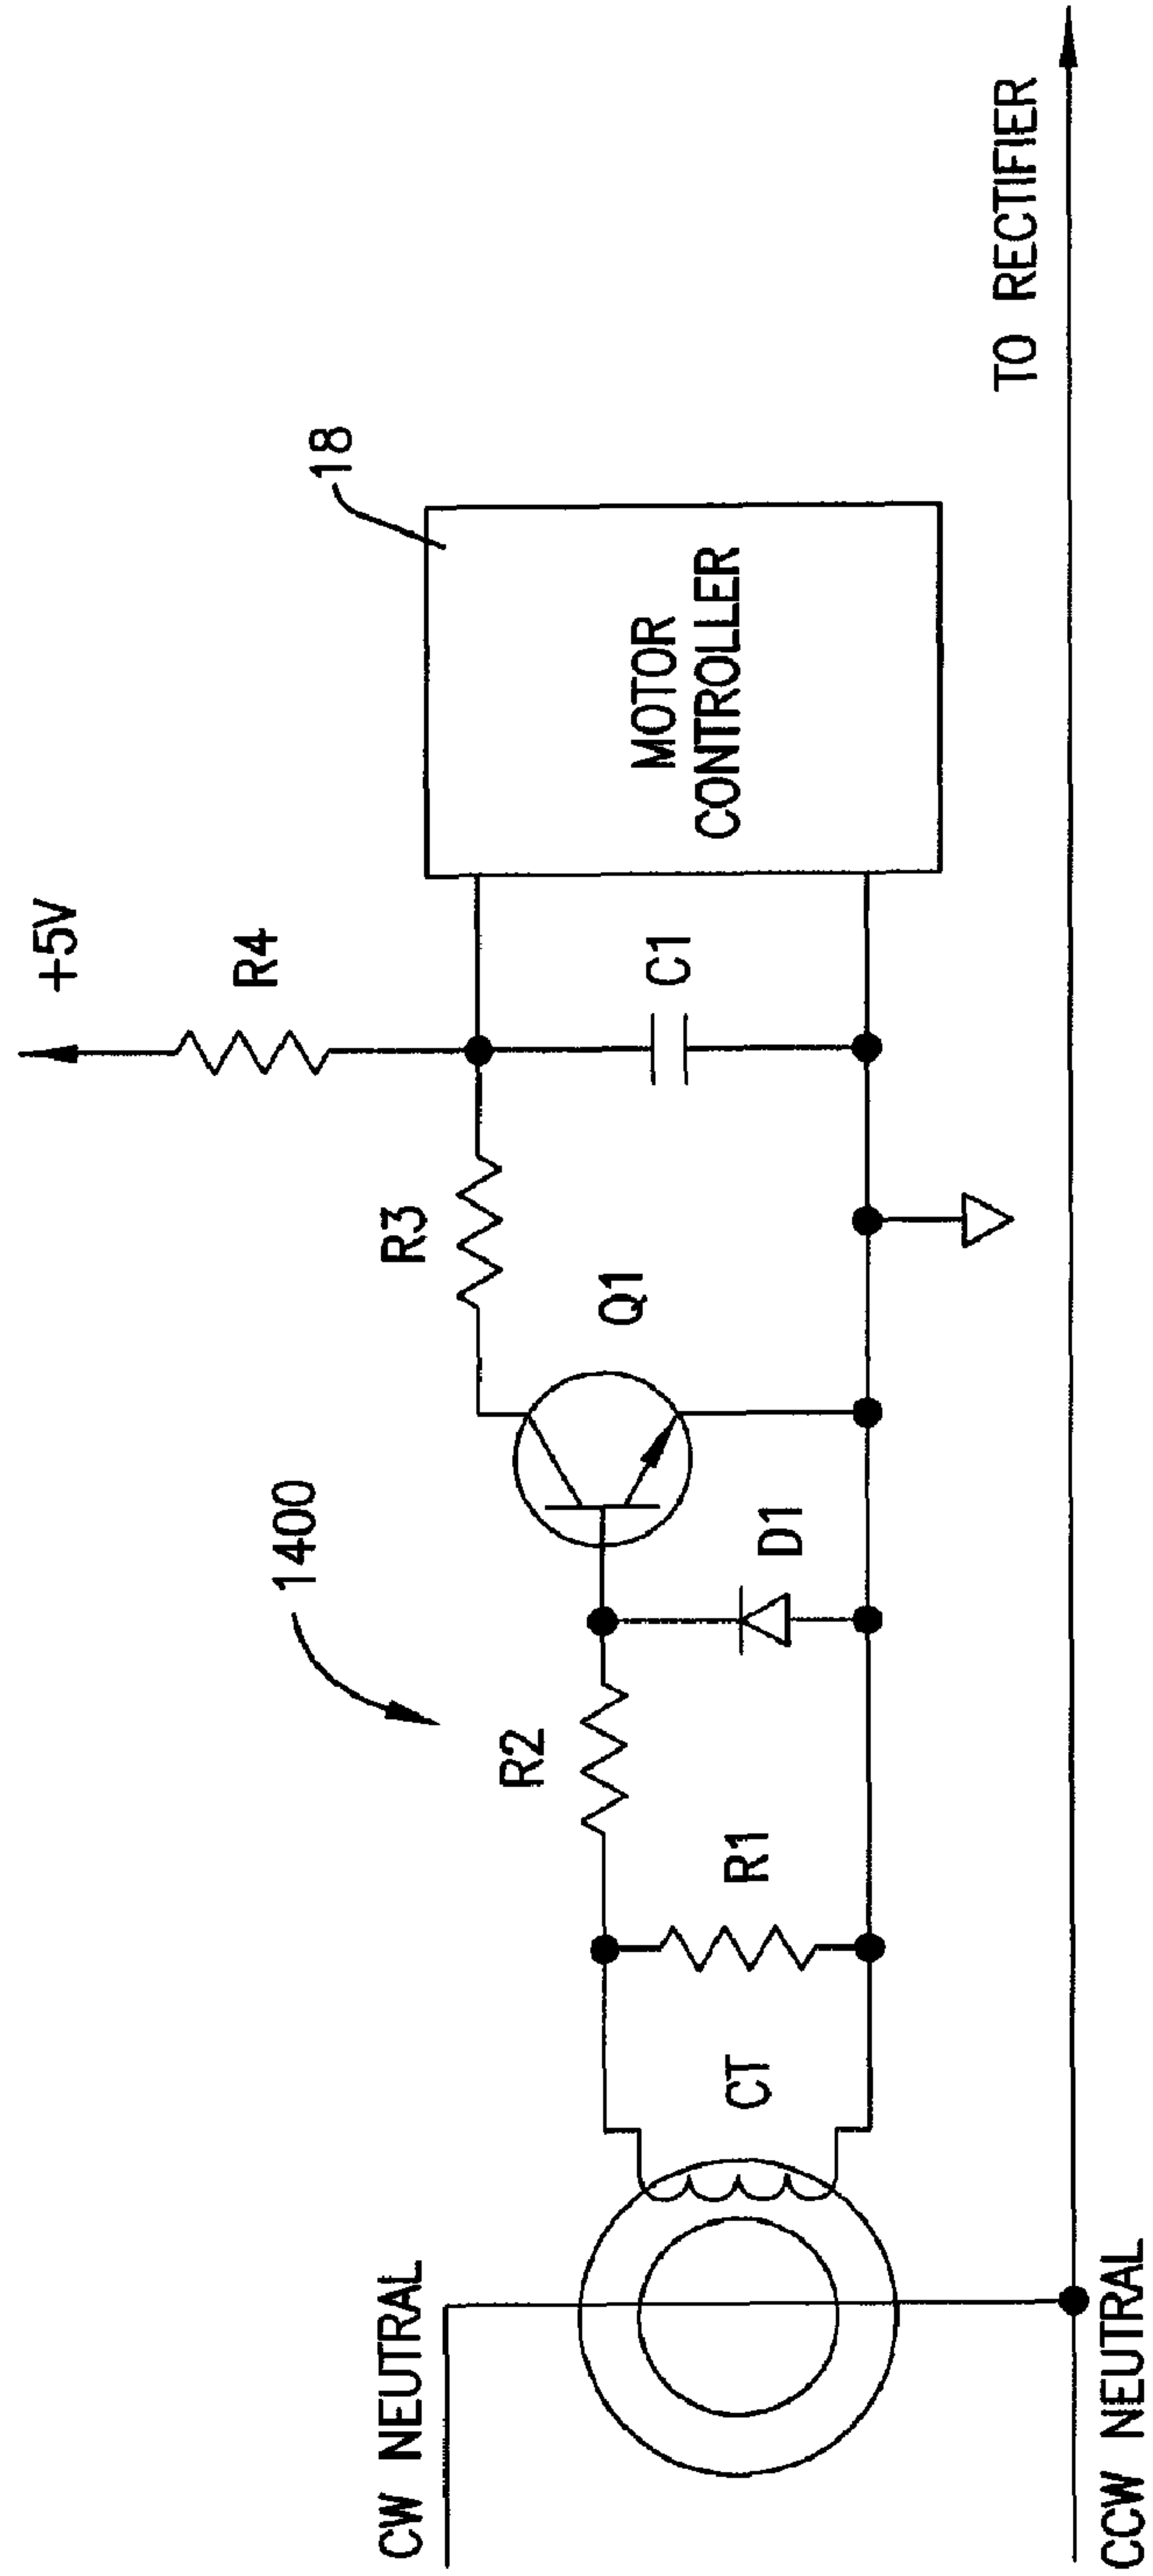 +5V
R4
18
1400
R3
C1
MOTOR
CONTROLLER
Q1
R2
D1
R1
CT
CW NEUTRAL
CCW NEUTRAL
TO RECTIFIER